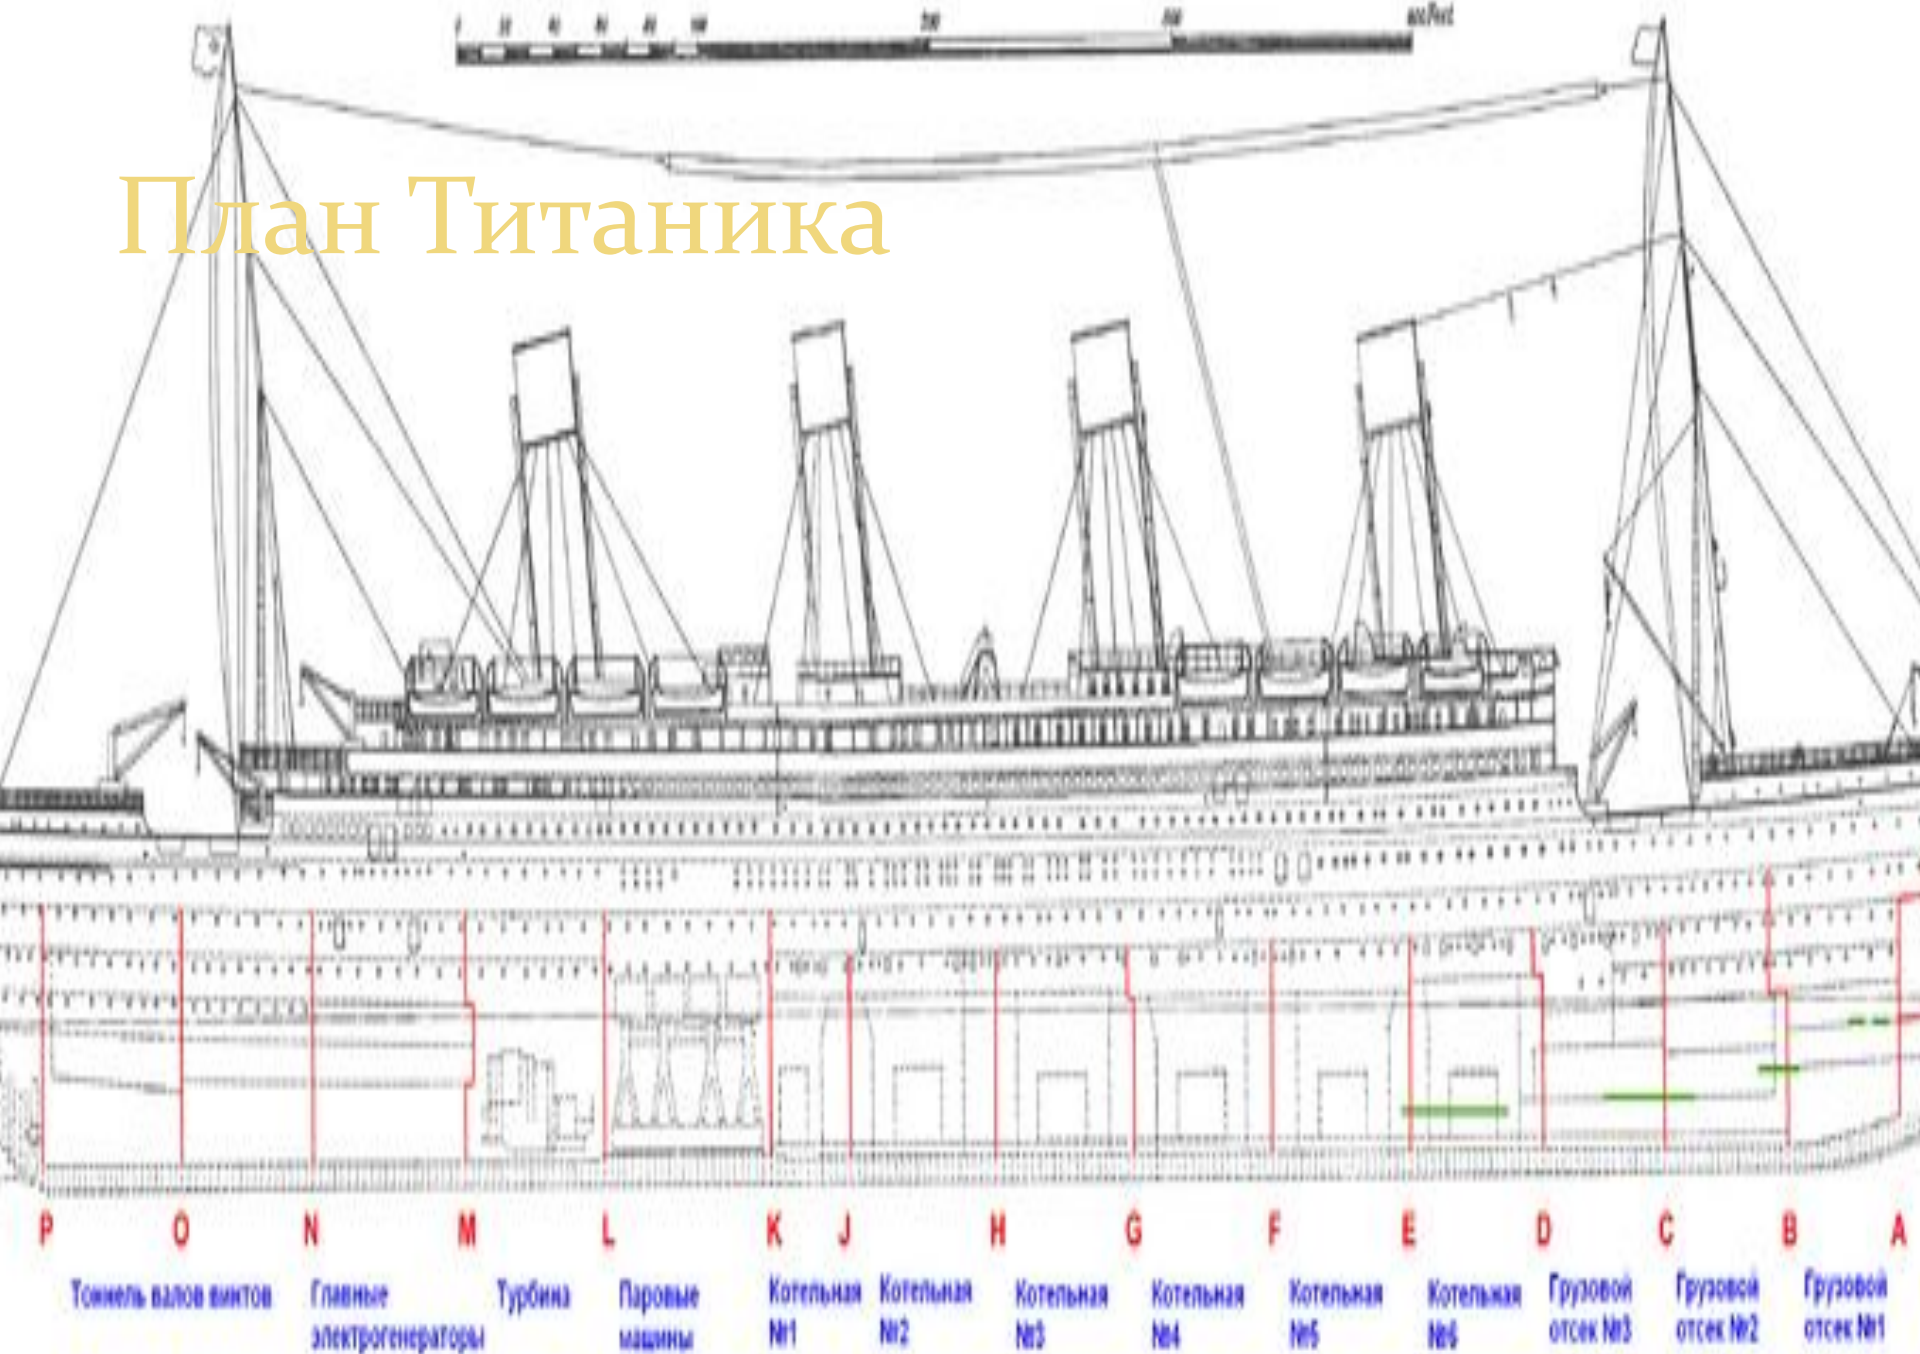 План Титаника
P O N M L K J H G F E D C B A
Тоннель валов винтов
Главные
электрогенераторы
Турбина
Паровые
машины
Котельная
№1
Котельная
№2
Котельная
№3
Котельная
№4
Котельная
№5
Котельная
№6
Грузовой
отсек №3
Грузовой
отсек №2
Грузовой
отсек №1